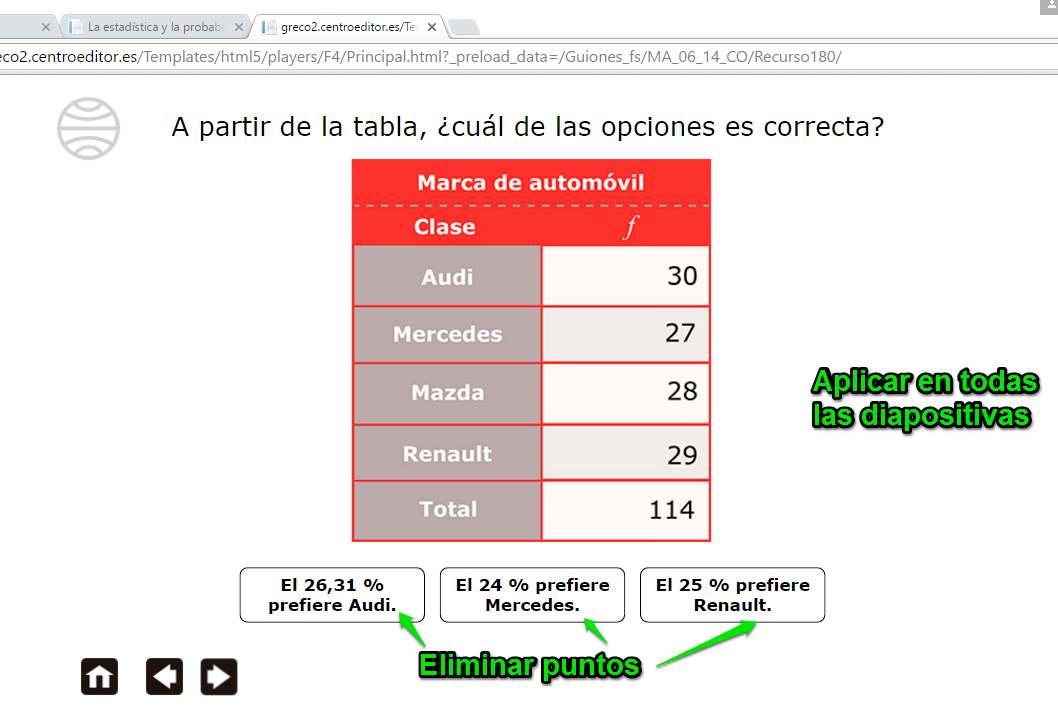 La estadística y la probabi
greco2.centroeditor.es/Te
eco2.centroeditor.es/Templates/html5/players/F4/Principal.html?_preload_data=/Guiones_fs/MA_06_14_CO/Recurso180/
A partir de la tabla, ¿cuál de las opciones es correcta?
Marca de automóvil
Clase f
Audi 30
Mercedes 27
Mazda 28
Renault 29
Total 114
Aplicar en todas
las diapositivas
El 26,31 %
prefiere Audi.
El 24 % prefiere
Mercedes.
El 25 % prefiere
Renault.
Eliminar puntos